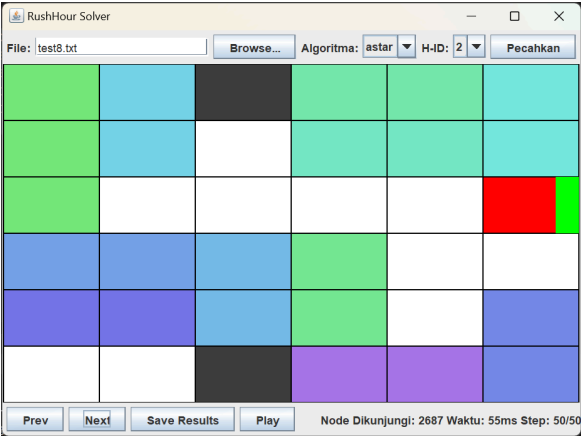 RushHour Solver
File: test8.txt Browse... Algoritma: astar H-ID: 2 Pecahkan
Prev Next Save Results Play Node Dikunjungi: 2687 Waktu: 55ms Step: 50/50